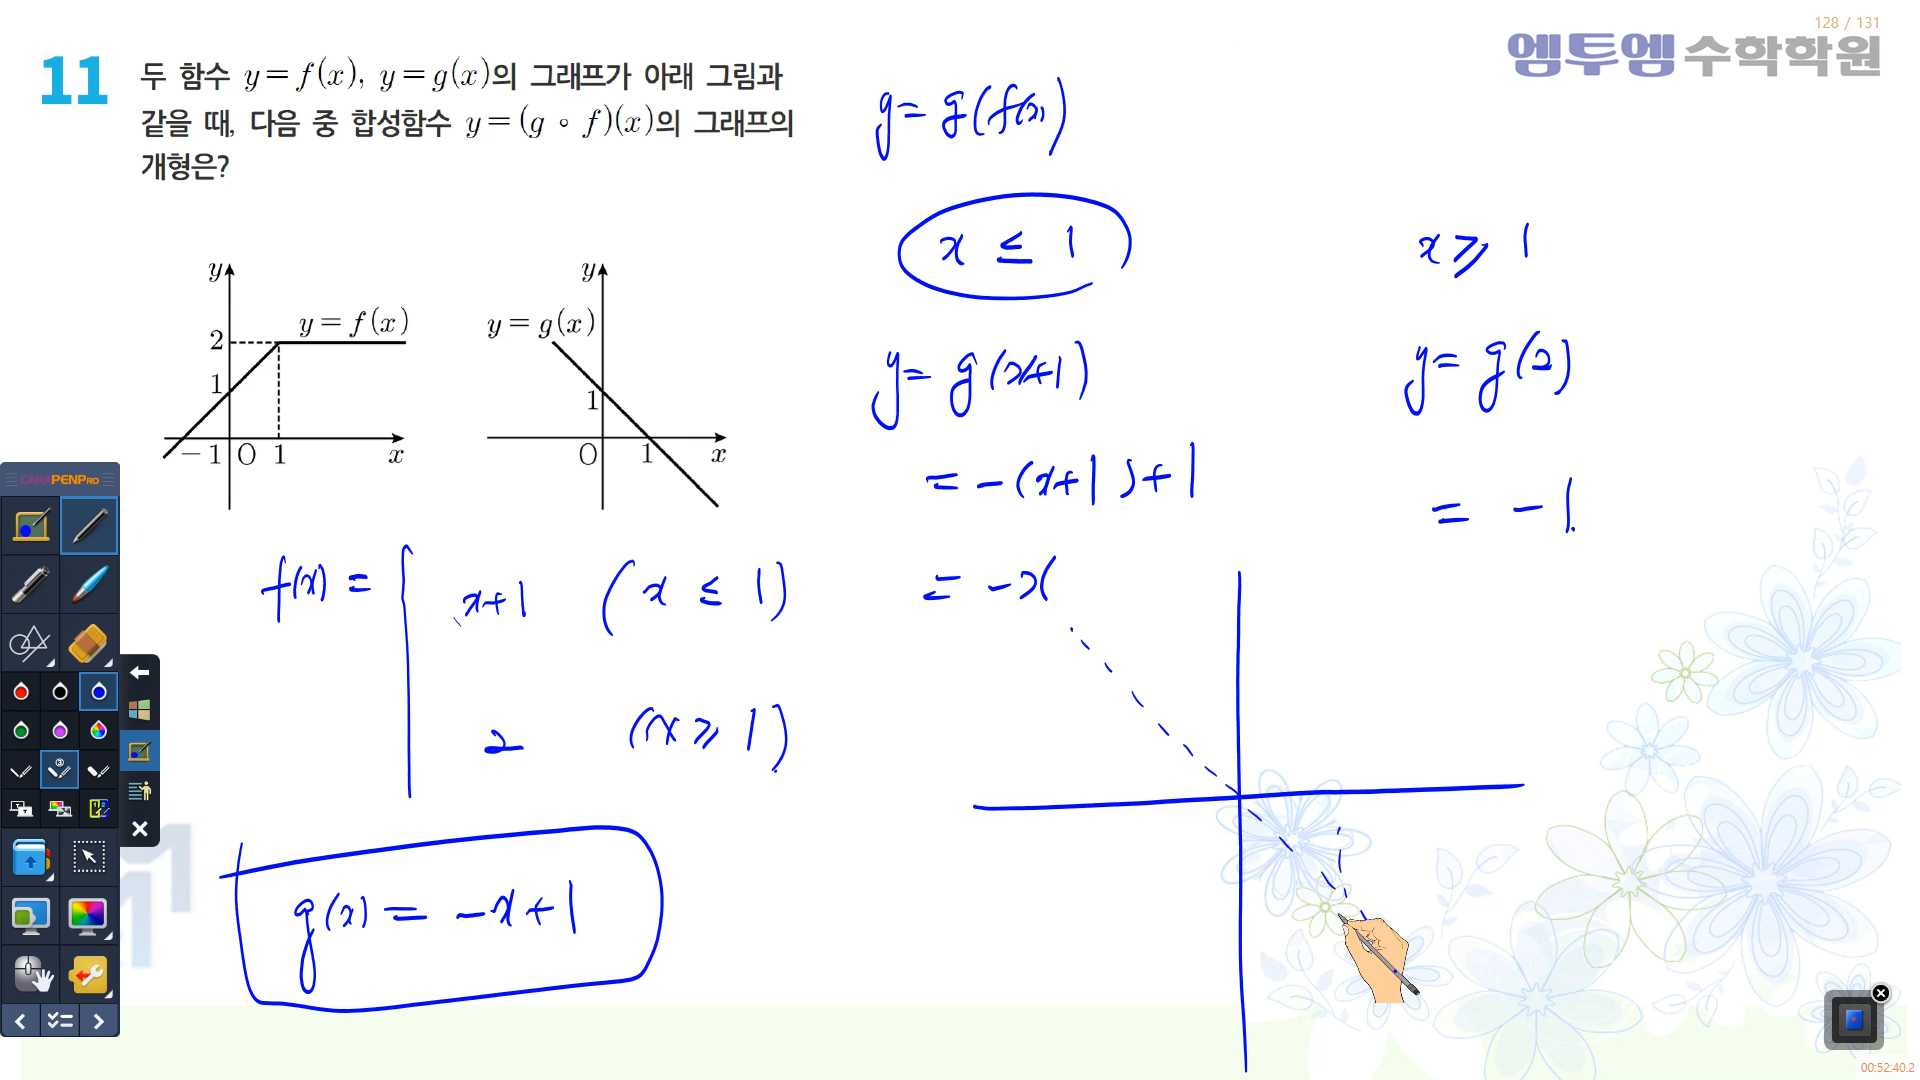 128 / 131
엠투엠 수학학원
11 두 함수 y=f(x), y=g(x)의 그래프가 아래 그림과
같을 때, 다음 중 합성함수 y=(g∘f)(x)의 그래프의
개형은?
y
y=f(x)
2
1
-1 O 1 x
y
y=g(x)
1
O 1 x
f(x) = { x+1 (x ≤ 1)
2 (x ≥ 1)
g(x) = -x+1
y = g(f(x))
x ≤ 1
y = g(x+1)
= -(x+1)+1
= -x
x ≥ 1
y = g(2)
= -1.
CARAPENPRO
00:52:40.2